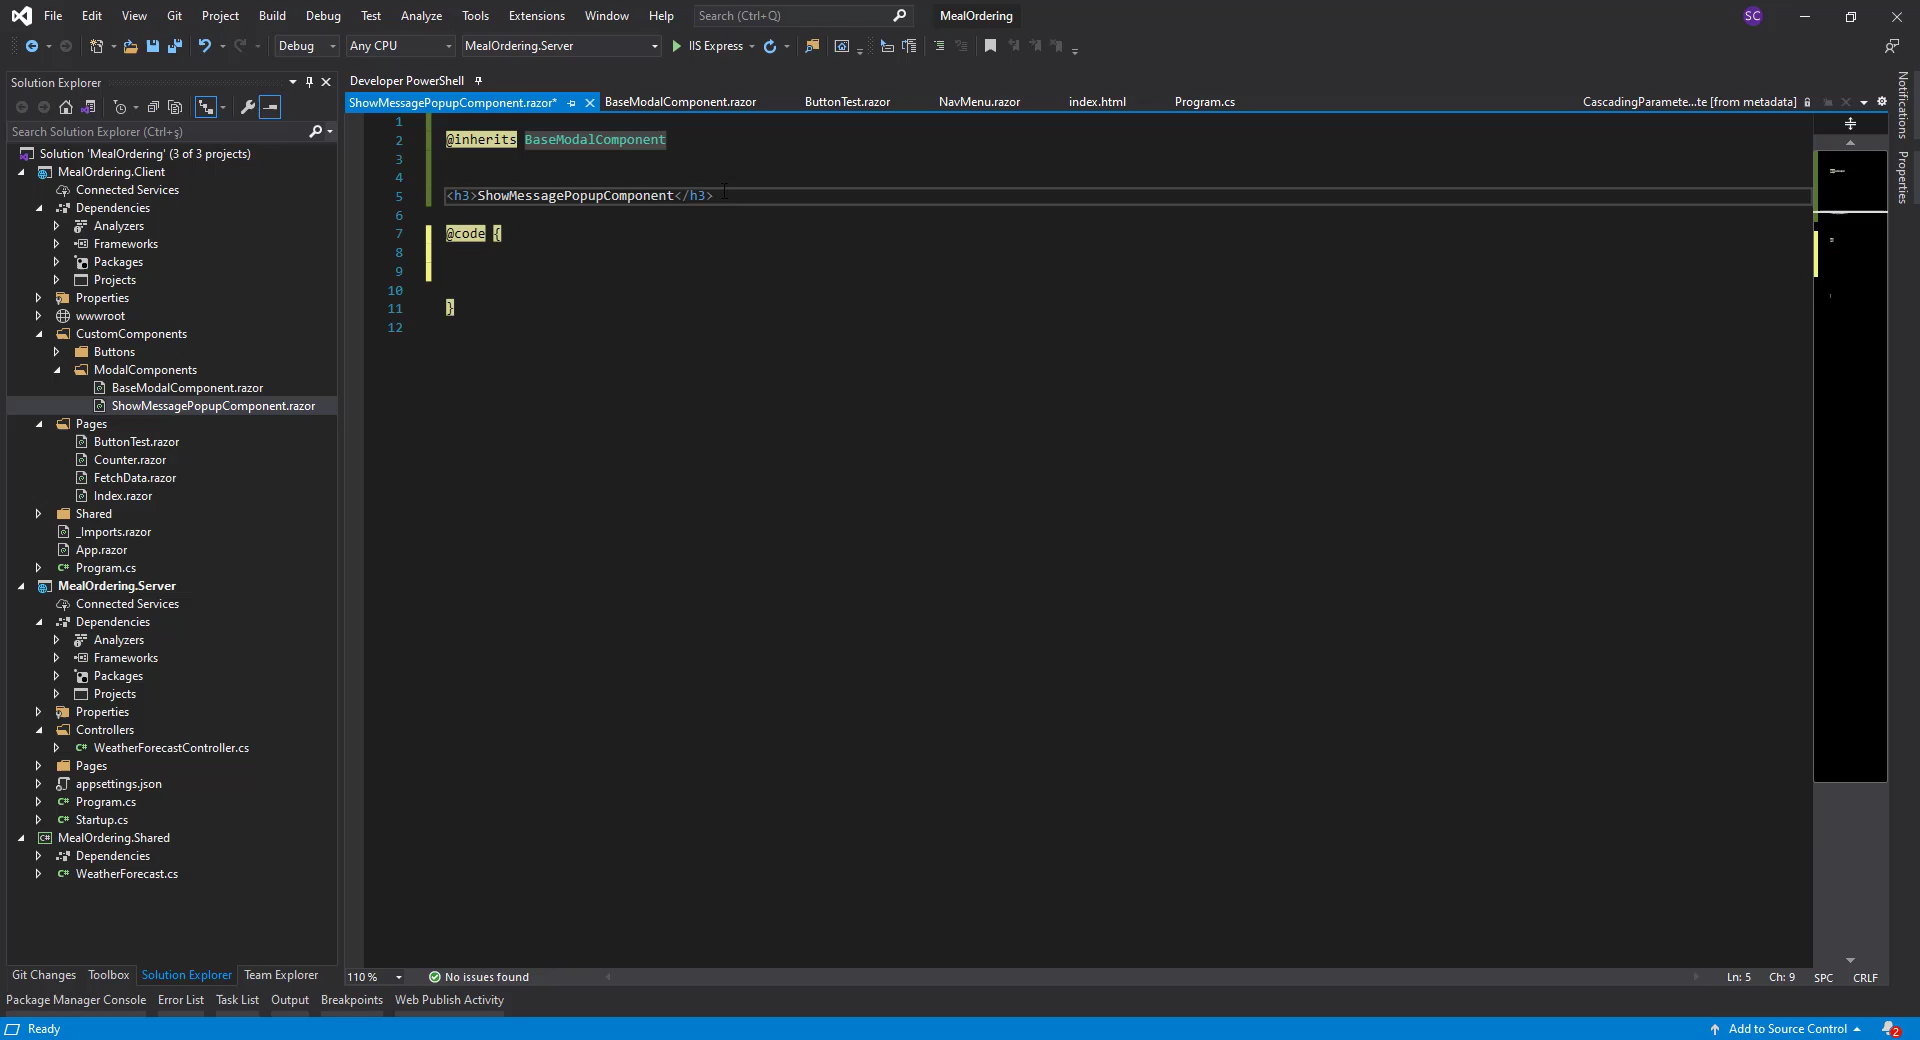 File Edit View Git Project Build Debug Test Analyze Tools Extensions Window Help Search (Ctrl+Q) MealOrdering SC
Debug Any CPU MealOrdering.Server IIS Express
Solution Explorer
Search Solution Explorer (Ctrl+ş)
Solution 'MealOrdering' (3 of 3 projects)
MealOrdering.Client
Connected Services
Dependencies
Analyzers
Frameworks
Packages
Projects
Properties
wwwroot
CustomComponents
Buttons
ModalComponents
BaseModalComponent.razor
ShowMessagePopupComponent.razor
Pages
ButtonTest.razor
Counter.razor
FetchData.razor
Index.razor
Shared
_Imports.razor
App.razor
C# Program.cs
MealOrdering.Server
Connected Services
Dependencies
Analyzers
Frameworks
Packages
Projects
Properties
Controllers
C# WeatherForecastController.cs
Pages
appsettings.json
C# Program.cs
C# Startup.cs
C# MealOrdering.Shared
Dependencies
C# WeatherForecast.cs
Git Changes Toolbox Solution Explorer Team Explorer
Developer PowerShell
ShowMessagePopupComponent.razor* BaseModalComponent.razor ButtonTest.razor NavMenu.razor index.html Program.cs CascadingParamete...te [from metadata]
1
2 @inherits BaseModalComponent
3
4
5 <h3>ShowMessagePopupComponent</h3>
6
7 @code {
8
9
10
11 }
12
110 % No issues found Ln: 5 Ch: 9 SPC CRLF
Notifications
Properties
Package Manager Console Error List Task List Output Breakpoints Web Publish Activity
Ready Add to Source Control 2